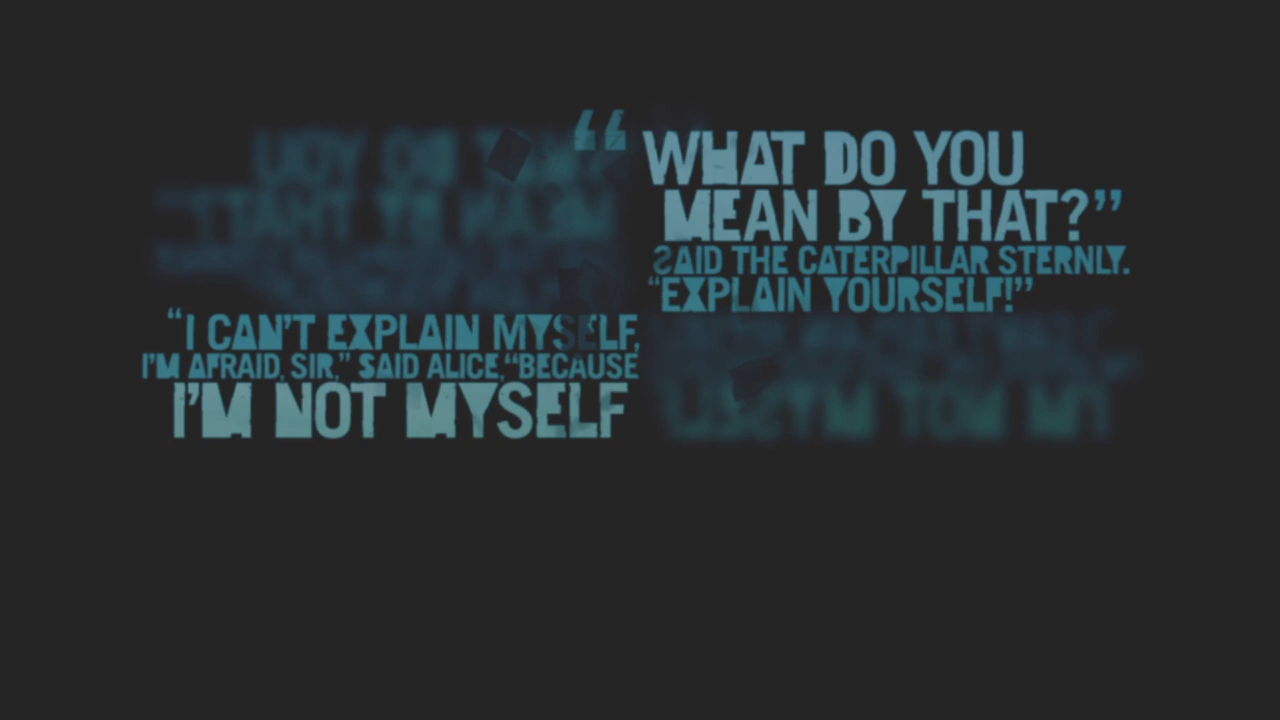 “WHAT DO YOU
MEAN BY THAT?”
SAID THE CATERPILLAR STERNLY.
“EXPLAIN YOURSELF!”
“I CAN’T EXPLAIN MYSELF,
I’M AFRAID, SIR,” SAID ALICE, “BECAUSE
I’M NOT MYSELF